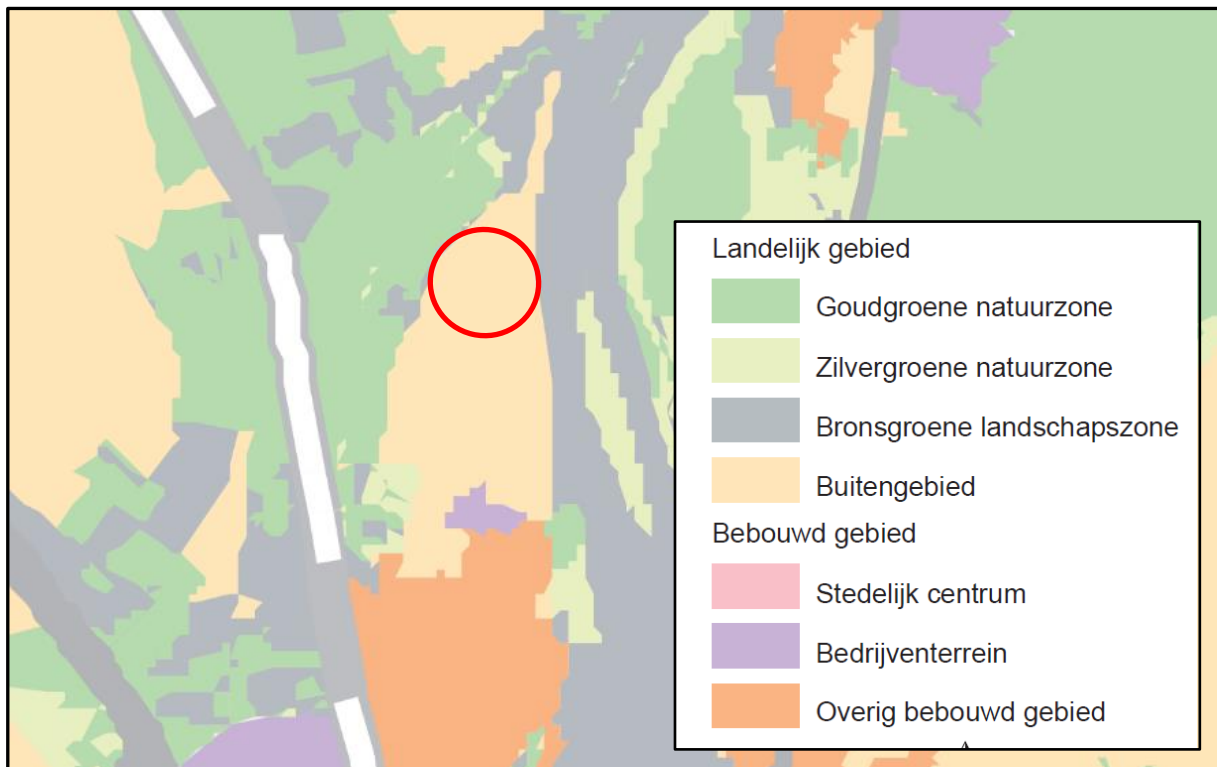 Landelijk gebied
Goudgroene natuurzone
Zilvergroene natuurzone
Bronsgroene landschapszone
Buitengebied
Bebouwd gebied
Stedelijk centrum
Bedrijventerrein
Overig bebouwd gebied